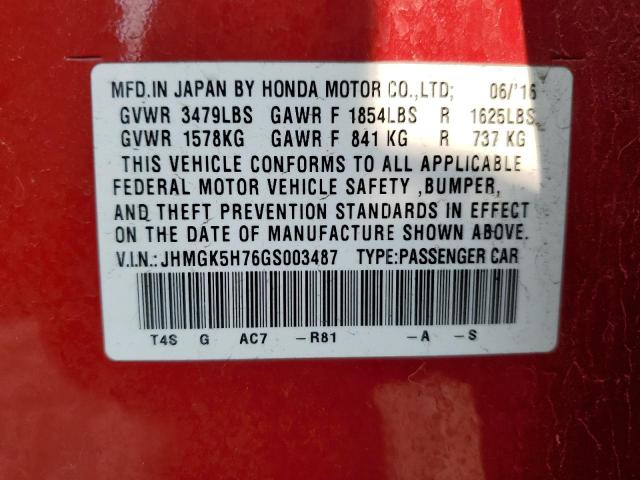 MFD.IN JAPAN BY HONDA MOTOR CO.,LTD; 06/'16
GVWR 3479LBS GAWR F 1854LBS R 1625LBS
GVWR 1578KG GAWR F 841 KG R 737 KG
THIS VEHICLE CONFORMS TO ALL APPLICABLE
FEDERAL MOTOR VEHICLE SAFETY ,BUMPER,
AND THEFT PREVENTION STANDARDS IN EFFECT
ON THE DATE OF MANUFACTURE SHOWN ABOVE.
V.I.N.: JHMGK5H76GS003487 TYPE:PASSENGER CAR
T4S G AC7 –R81 –A –S